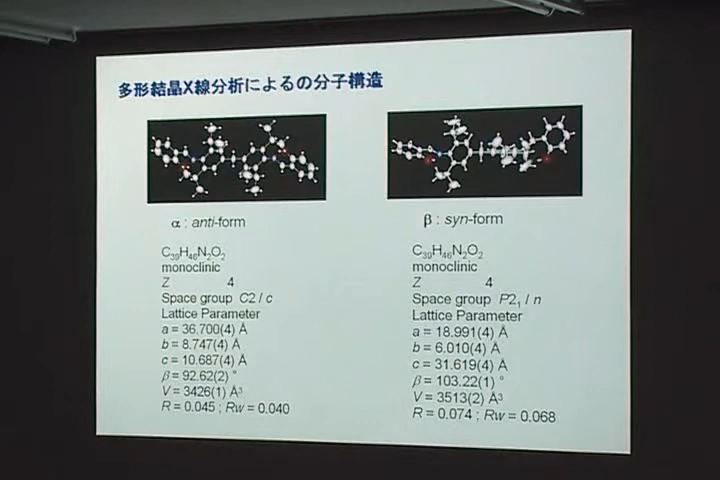 多形結晶X線分析によるの分子構造
α : anti-form
C39H46N2O2
monoclinic
Z 4
Space group C2 / c
Lattice Parameter
a = 36.700(4) Å
b = 8.747(4) Å
c = 10.687(4) Å
β = 92.62(2) °
V = 3426(1) Å3
R = 0.045 ; Rw = 0.040
β : syn-form
C39H46N2O2
monoclinic
Z 4
Space group P21 / n
Lattice Parameter
a = 18.991(4) Å
b = 6.010(4) Å
c = 31.619(4) Å
β = 103.22(1) °
V = 3513(2) Å3
R = 0.074 ; Rw = 0.068